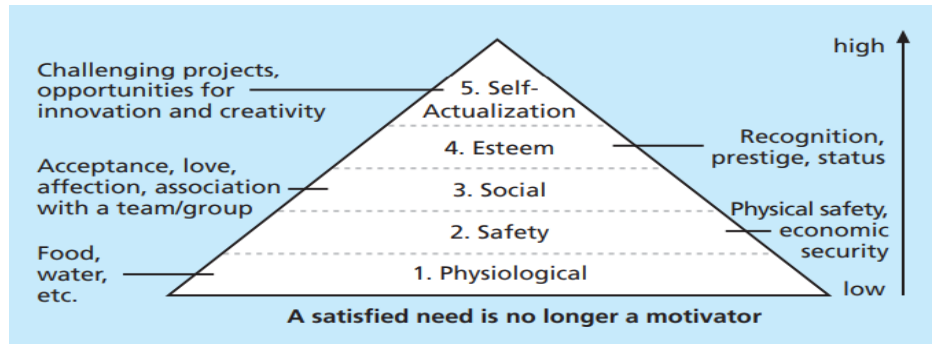 high
Challenging projects,
opportunities for
innovation and creativity
5. Self-
Actualization
4. Esteem
Recognition,
prestige, status
Acceptance, love,
affection, association
with a team/group
3. Social
2. Safety
Physical safety,
economic
security
Food,
water,
etc.
1. Physiological
low
A satisfied need is no longer a motivator